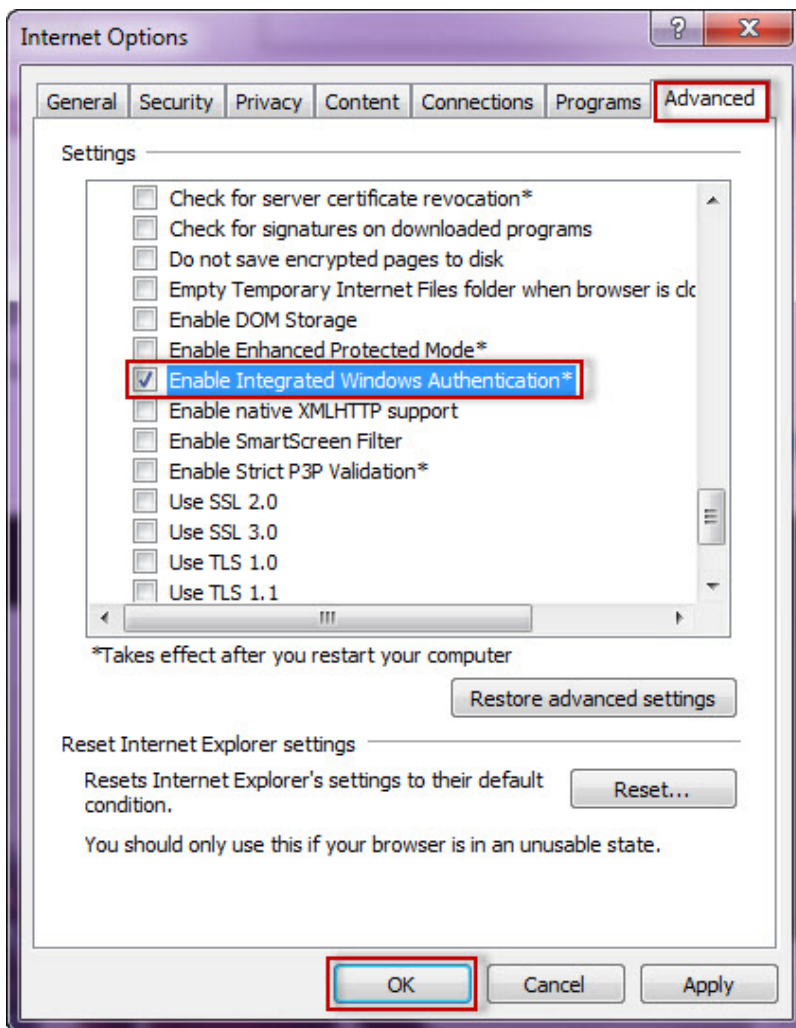 Internet Options
General Security Privacy Content Connections Programs Advanced
Settings
Check for server certificate revocation*
Check for signatures on downloaded programs
Do not save encrypted pages to disk
Empty Temporary Internet Files folder when browser is clc
Enable DOM Storage
Enable Enhanced Protected Mode*
Enable Integrated Windows Authentication*
Enable native XMLHTTP support
Enable SmartScreen Filter
Enable Strict P3P Validation*
Use SSL 2.0
Use SSL 3.0
Use TLS 1.0
Use TLS 1.1
*Takes effect after you restart your computer
Restore advanced settings
Reset Internet Explorer settings
Resets Internet Explorer's settings to their default
condition.
Reset...
You should only use this if your browser is in an unusable state.
OK Cancel Apply